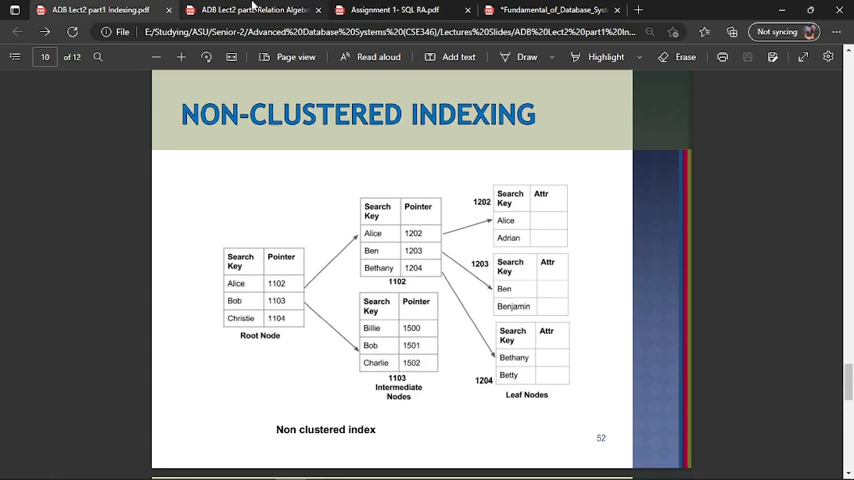 ADB Lect2 part1 Indexing.pdf
ADB Lect2 part2 Relation Algebr
Assignment 1- SQL RA.pdf
*Fundamental_of_Database_Sys
File
E:/Studying/ASU/Senior-2/Advanced%20Database%20Systems%20(CSE346)/Lectures%20Slides/ADB%20Lect2%20part1%20In...
Not syncing
10
of 12
Page view
Read aloud
Add text
Draw
Highlight
Erase
NON-CLUSTERED INDEXING
Search Key
Pointer
Alice 1102
Bob 1103
Christie 1104
Root Node
Search Key
Pointer
Alice 1202
Ben 1203
Bethany 1204
1102
Search Key
Pointer
Billie 1500
Bob 1501
Charlie 1502
1103
Intermediate
Nodes
1202
Search Key
Attr
Alice
Adrian
1203
Search Key
Attr
Ben
Benjamin
Search Key
Attr
Bethany
Betty
1204
Leaf Nodes
Non clustered index
52